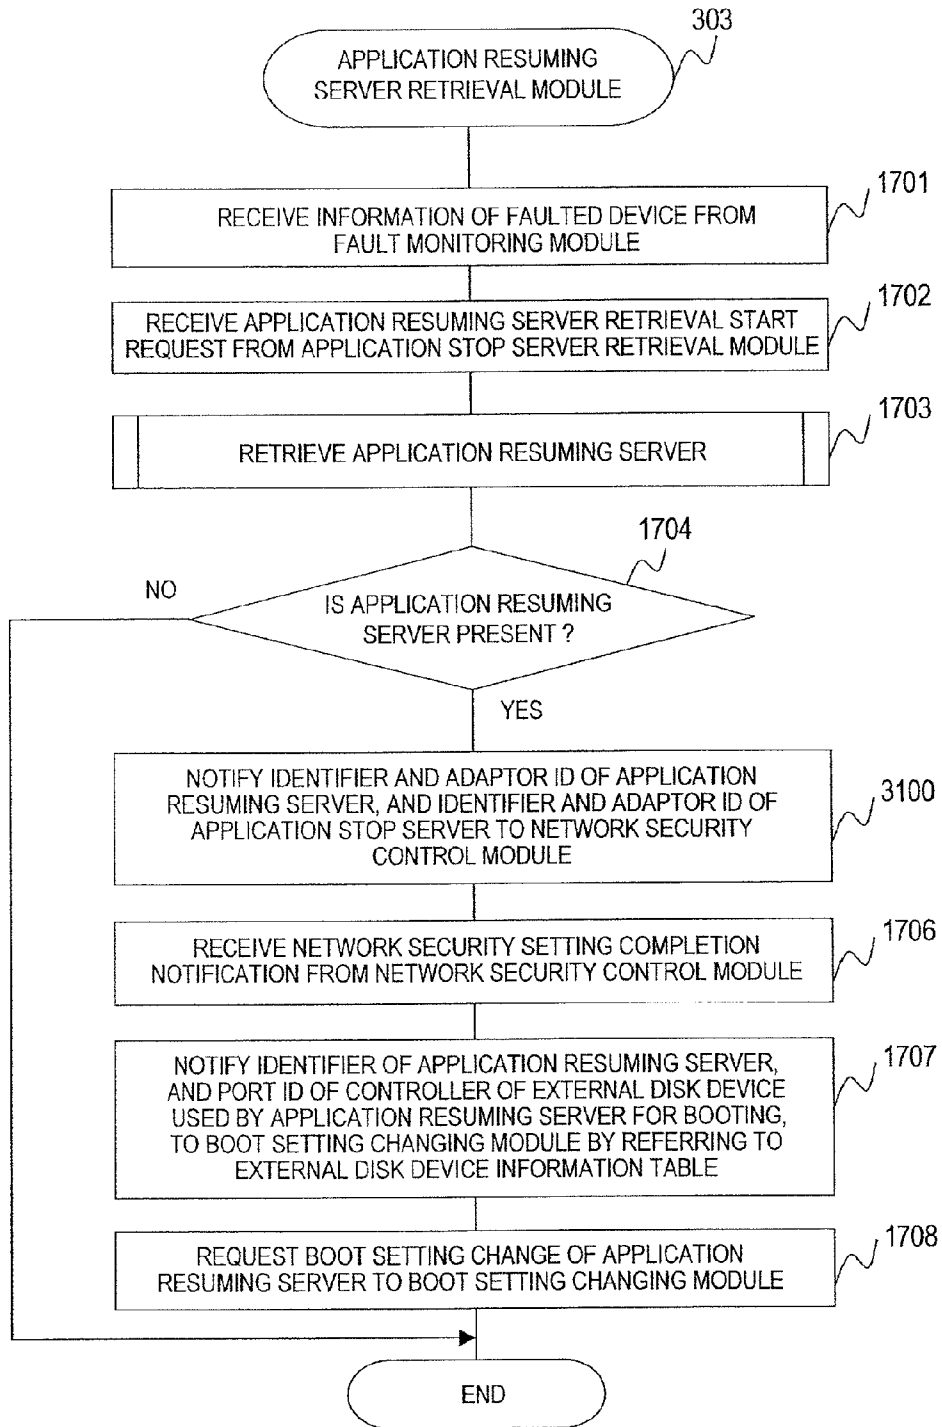 303
APPLICATION RESUMING
SERVER RETRIEVAL MODULE
1701
RECEIVE INFORMATION OF FAULTED DEVICE FROM
FAULT MONITORING MODULE
1702
RECEIVE APPLICATION RESUMING SERVER RETRIEVAL START
REQUEST FROM APPLICATION STOP SERVER RETRIEVAL MODULE
1703
RETRIEVE APPLICATION RESUMING SERVER
1704
NO
IS APPLICATION RESUMING
SERVER PRESENT ?
YES
NOTIFY IDENTIFIER AND ADAPTOR ID OF APPLICATION
RESUMING SERVER, AND IDENTIFIER AND ADAPTOR ID OF
APPLICATION STOP SERVER TO NETWORK SECURITY
CONTROL MODULE
3100
RECEIVE NETWORK SECURITY SETTING COMPLETION
NOTIFICATION FROM NETWORK SECURITY CONTROL MODULE
1706
NOTIFY IDENTIFIER OF APPLICATION RESUMING SERVER,
AND PORT ID OF CONTROLLER OF EXTERNAL DISK DEVICE
USED BY APPLICATION RESUMING SERVER FOR BOOTING,
TO BOOT SETTING CHANGING MODULE BY REFERRING TO
EXTERNAL DISK DEVICE INFORMATION TABLE
1707
REQUEST BOOT SETTING CHANGE OF APPLICATION
RESUMING SERVER TO BOOT SETTING CHANGING MODULE
1708
END